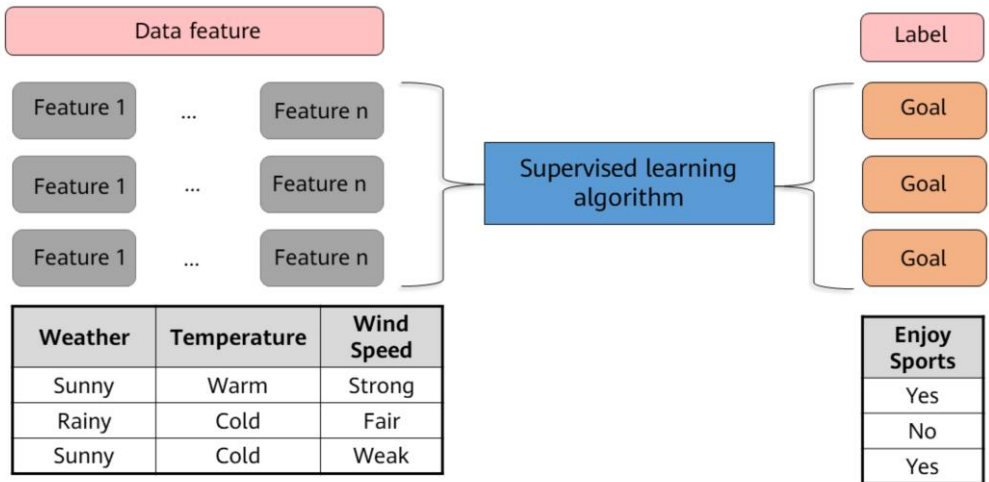 Data feature
Label
Feature 1 ... Feature n
Goal
Supervised learning
algorithm
Feature 1 ... Feature n
Goal
Feature 1 ... Feature n
Goal
Weather Temperature Wind Speed
Sunny Warm Strong
Rainy Cold Fair
Sunny Cold Weak
Enjoy
Sports
Yes
No
Yes